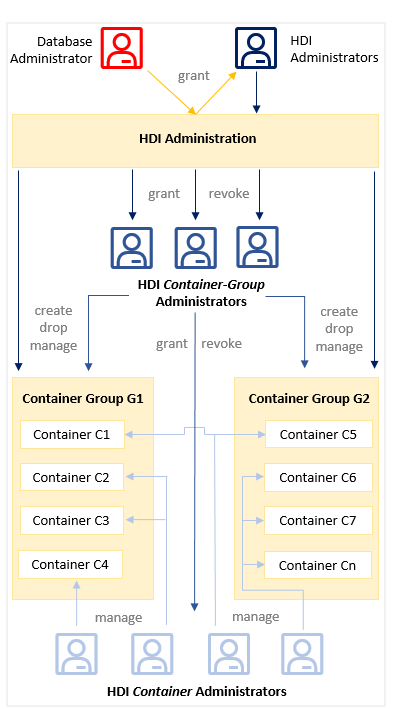 Database
Administrator
HDI
Administrators
grant
HDI Administration
grant
revoke
HDI Container-Group
Administrators
create
drop
manage
grant
revoke
create
drop
manage
Container Group G1
Container C1
Container C2
Container C3
Container C4
Container Group G2
Container C5
Container C6
Container C7
Container Cn
manage
manage
HDI Container Administrators